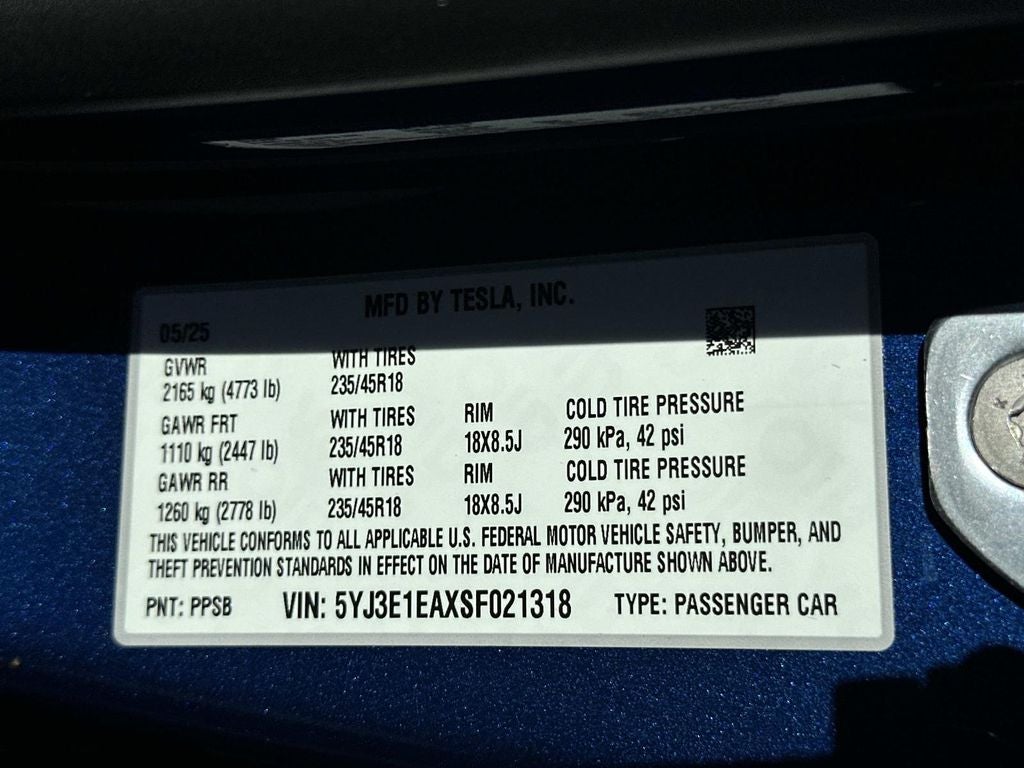 MFD BY TESLA, INC.
05/25
GVWR WITH TIRES
2165 kg (4773 lb) 235/45R18
GAWR FRT WITH TIRES RIM COLD TIRE PRESSURE
1110 kg (2447 lb) 235/45R18 18X8.5J 290 kPa, 42 psi
GAWR RR WITH TIRES RIM COLD TIRE PRESSURE
1260 kg (2778 lb) 235/45R18 18X8.5J 290 kPa, 42 psi
THIS VEHICLE CONFORMS TO ALL APPLICABLE U.S. FEDERAL MOTOR VEHICLE SAFETY, BUMPER, AND
THEFT PREVENTION STANDARDS IN EFFECT ON THE DATE OF MANUFACTURE SHOWN ABOVE.
PNT: PPSB VIN: 5YJ3E1EAXSF021318 TYPE: PASSENGER CAR